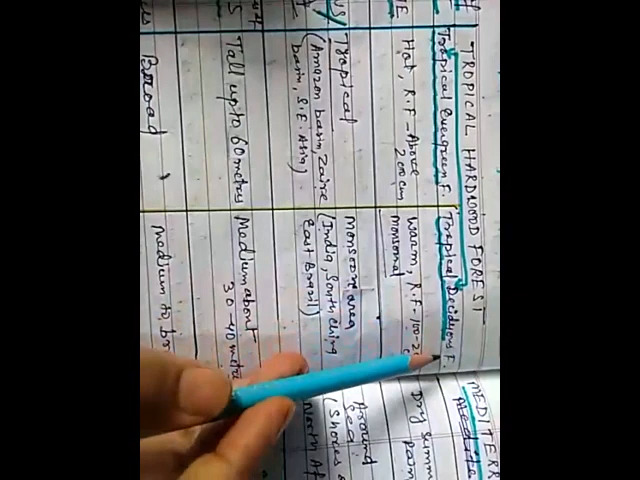 TROPICAL HARDWOOD FOREST
Tropical Evergreen F.
Tropical Decidyous F.
Hot, R.F - Above
200 cm
Warm, R.F - 100-2
monsoonal
Tropical
(Amazon basin, Zaire
basin, S.E. Asia)
monsoon area
(India, South China
East Brazil)
Tall upto 60 metres
Medium about
30-40 metre
Broad
medium to br
MEDITERR
Dry summ
Around
Sea
(Shores
North Af